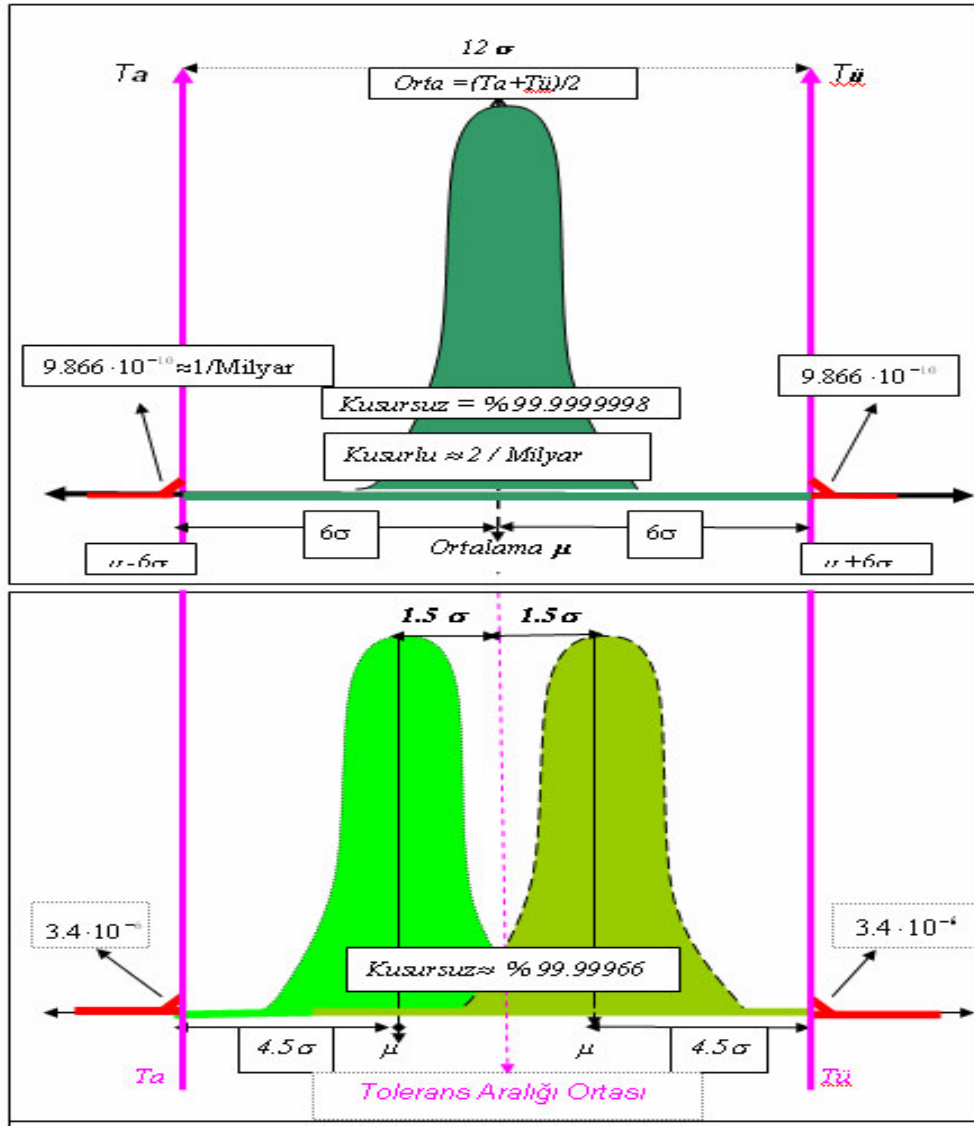 12 σ
Ta
Tü
Orta =(Ta+Tü)/2
9.866 · 10⁻¹⁰ ≈1/Milyar
9.866 · 10⁻¹⁰
Kusursuz = %99.9999998
Kusurlu ≈ 2 / Milyar
6σ
6σ
Ortalama μ
μ-6σ
μ+6σ
1.5 σ
1.5 σ
3.4 · 10⁻⁶
3.4 · 10⁻⁶
Kusursuz≈ %99.99966
4.5 σ
μ
μ
4.5 σ
Ta
Tü
Tolerans Aralığı Ortası